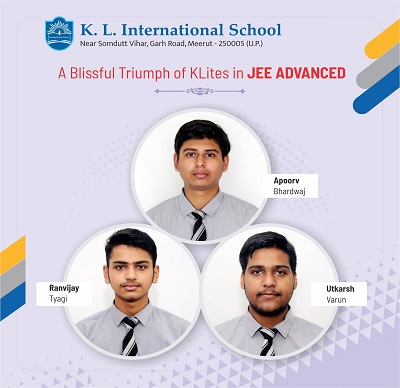 K. L. International School
Near Somdutt Vihar, Garh Road, Meerut - 250005 (U.P.)
A Blissful Triumph of KLites in JEE ADVANCED
Apoorv
Bhardwaj
Ranvijay
Tyagi
Utkarsh
Varun